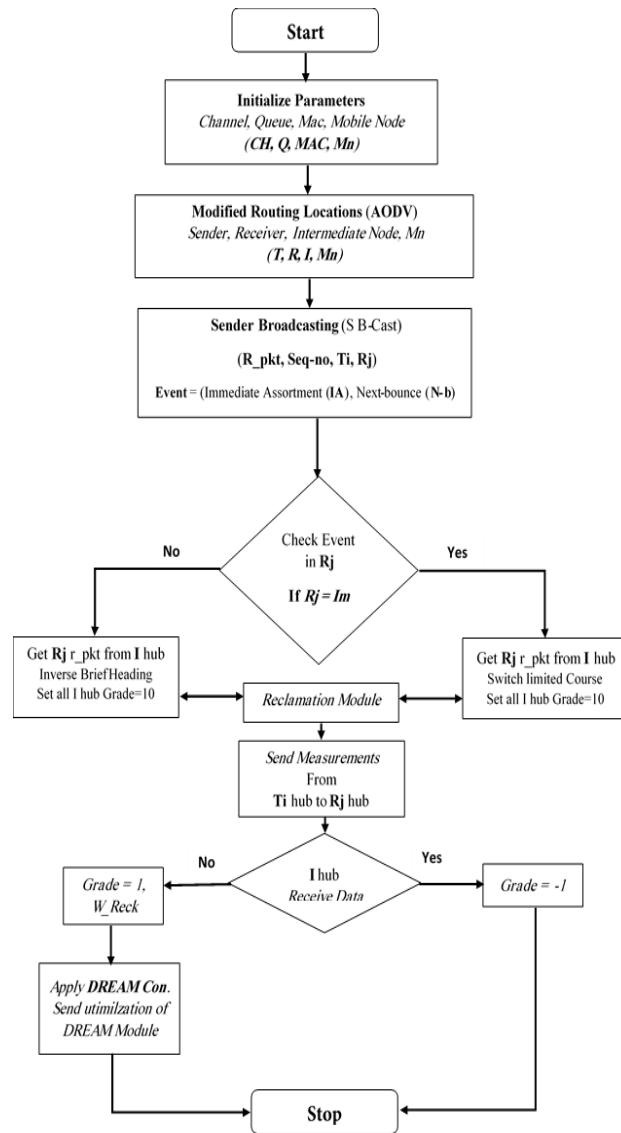 Start
Initialize Parameters
Channel, Queue, Mac, Mobile Node
(CH, Q, MAC, Mn)
Modified Routing Locations (AODV)
Sender, Receiver, Intermediate Node, Mn
(T, R, I, Mn)
Sender Broadcasting (S B-Cast)
(R_pkt, Seq-no, Ti, Rj)
Event = (Immediate Assortment (IA), Next-bounce (N-b)
Check Event
in Rj
If Rj = Im
No
Yes
Get Rj r_pkt from I hub
Inverse Brief Heading
Set all I hub Grade=10
Get Rj r_pkt from I hub
Switch limited Course
Set all I hub Grade=10
Reclamation Module
Send Measurements
From
Ti hub to Rj hub
I hub
Receive Data
No
Yes
Grade = 1,
W_Reck
Grade = -1
Apply DREAM Con.
Send utimilzation of
DREAM Module
Stop